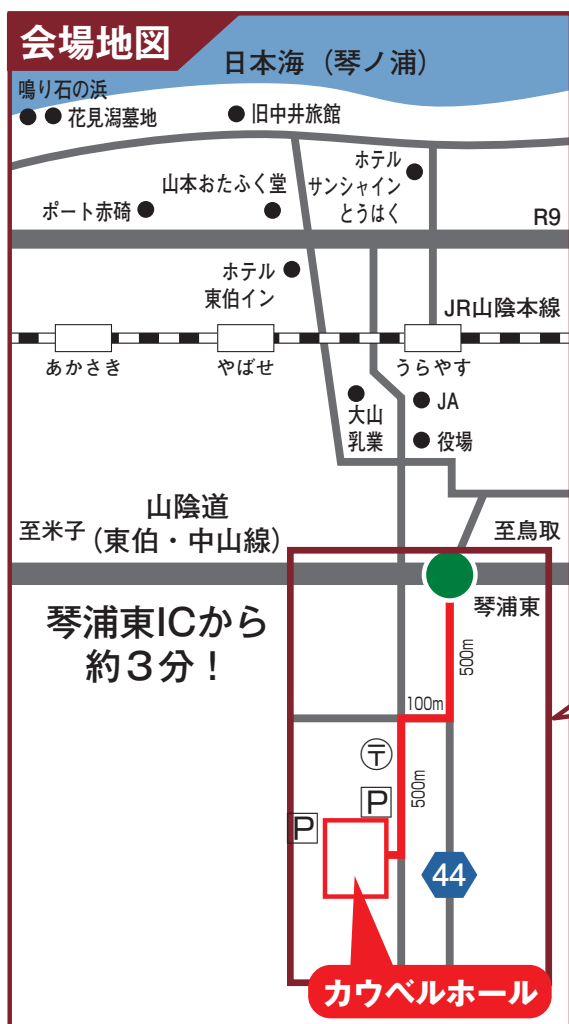 会場地図
日本海（琴ノ浦）
鳴り石の浜
花見潟墓地
旧中井旅館
ホテル
サンシャイン
とうはく
山本おたふく堂
ポート赤碕
R9
ホテル
東伯イン
JR山陰本線
あかさき
やばせ
うらやす
大山
乳業
JA
役場
山陰道
（東伯・中山線）
至米子
至鳥取
琴浦東
琴浦東ICから
約３分！
500m
100m
〒
500m
P
P
44
カウベルホール